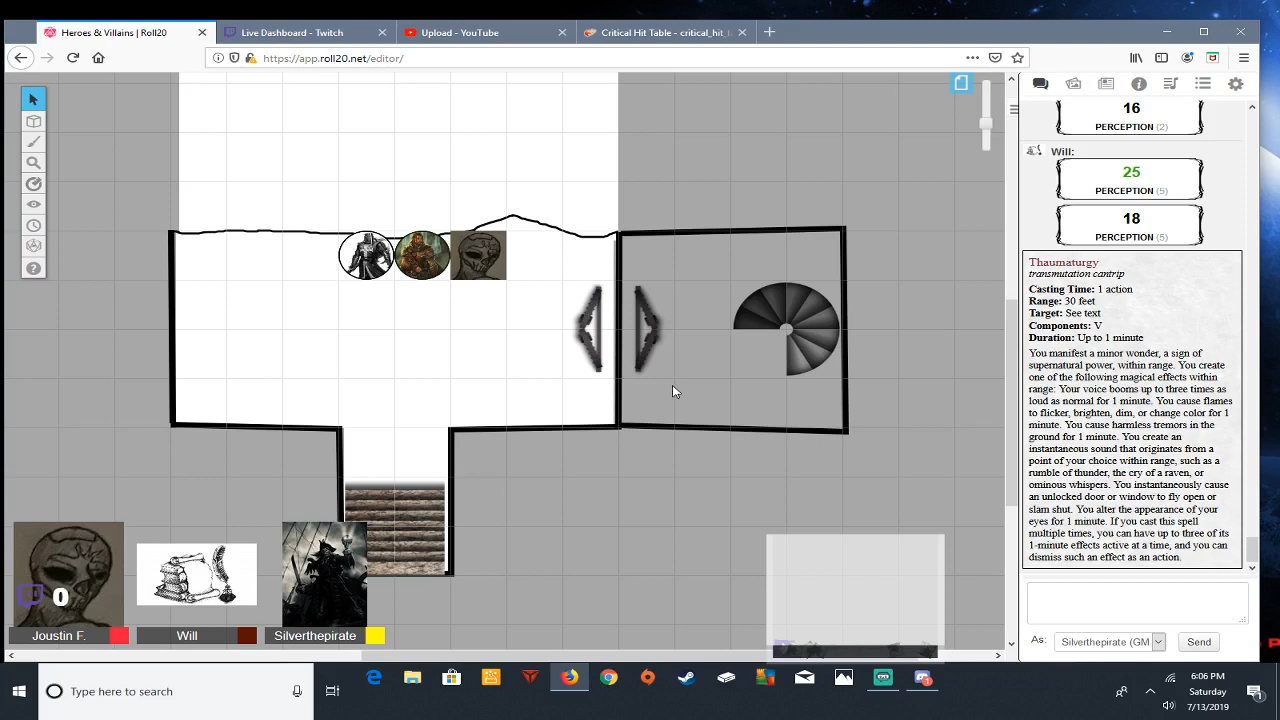 Heroes & Villains | Roll20
Live Dashboard - Twitch
Upload - YouTube
Critical Hit Table - critical_hit_l
https://app.roll20.net/editor/
16
PERCEPTION (2)
Will:
25
PERCEPTION (5)
18
PERCEPTION (5)
Thaumaturgy
transmutation cantrip
Casting Time: 1 action
Range: 30 feet
Target: See text
Components: V
Duration: Up to 1 minute
You manifest a minor wonder, a sign of
supernatural power, within range. You create
one of the following magical effects within
range: Your voice booms up to three times as
loud as normal for 1 minute. You cause flames
to flicker, brighten, dim, or change color for 1
minute. You cause harmless tremors in the
ground for 1 minute. You create an
instantaneous sound that originates from a
point of your choice within range, such as a
rumble of thunder, the cry of a raven, or
ominous whispers. You instantaneously cause
an unlocked door or window to fly open or
slam shut. You alter the appearance of your
eyes for 1 minute. If you cast this spell
multiple times, you can have up to three of its
1-minute effects active at a time, and you can
dismiss such an effect as an action.
0
Joustin F.
Will
Silverthepirate
As:
Silverthepirate (GM
Send
Type here to search
6:06 PM
Saturday
7/13/2019